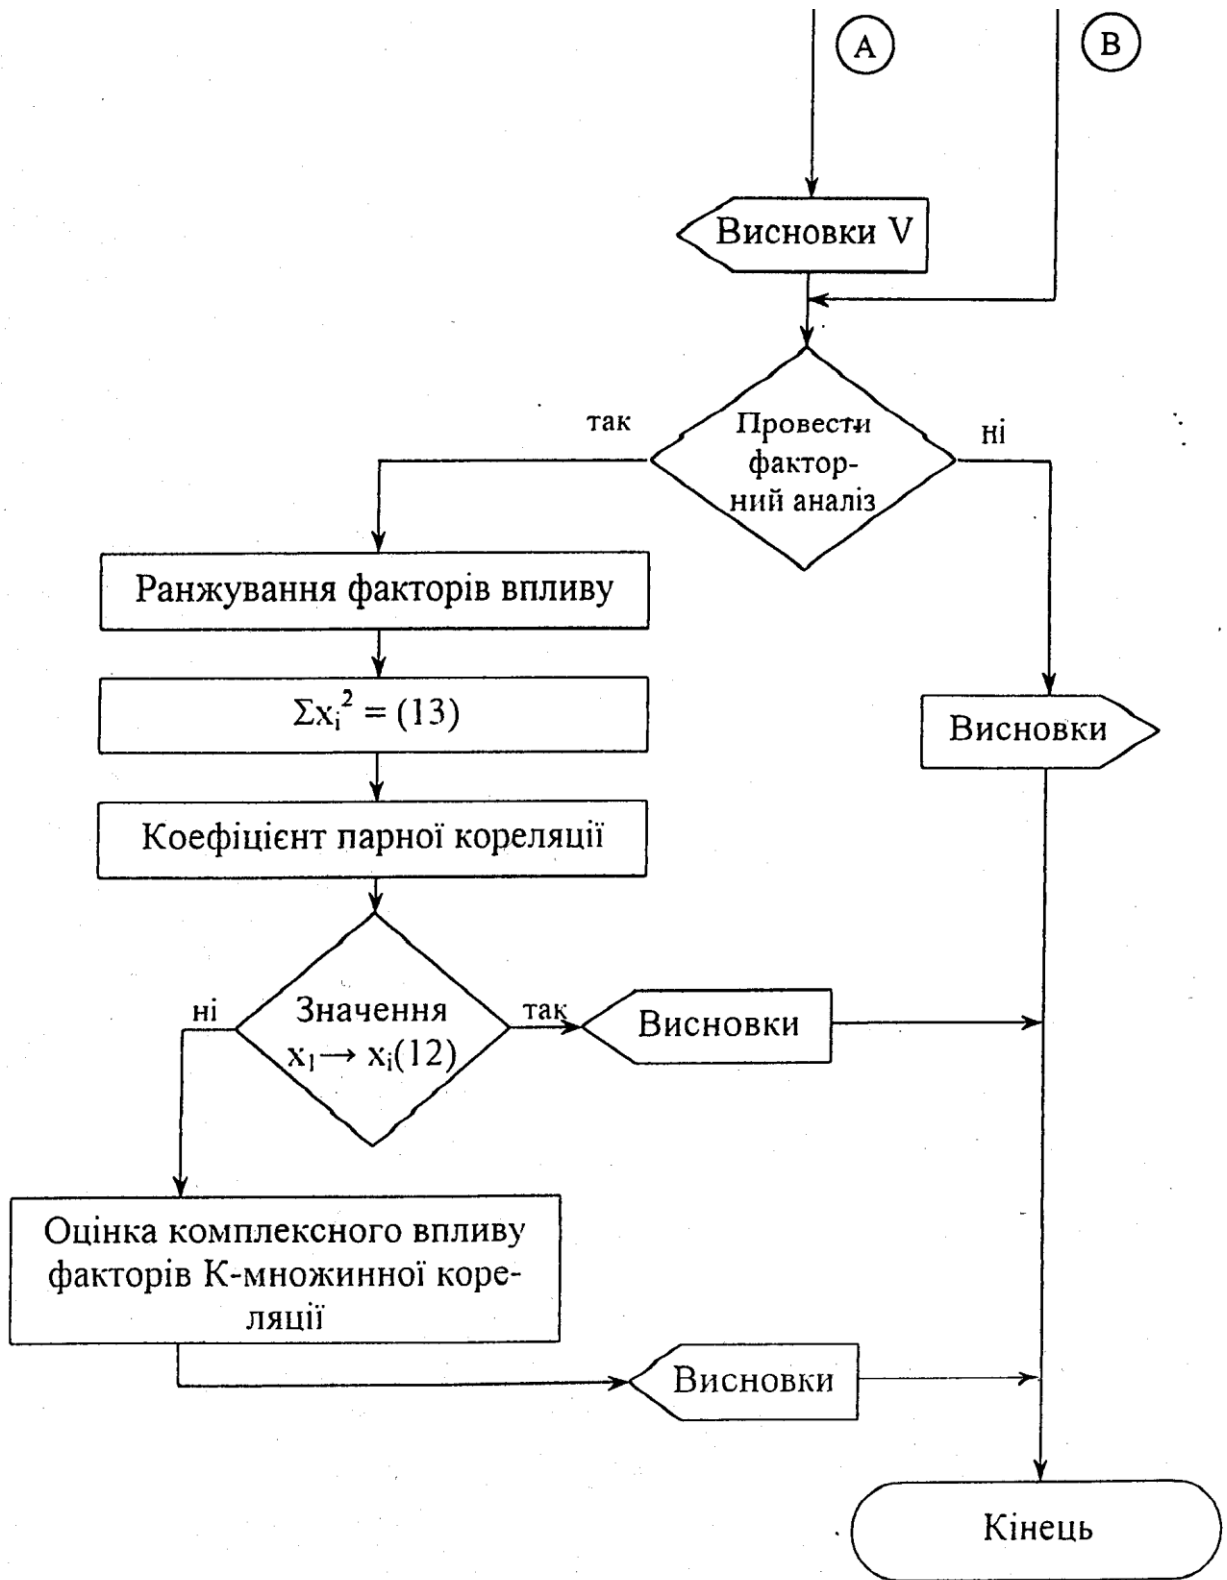 A
B
Висновки V
так
Провести
фактор-
ний аналіз
ні
Ранжування факторів впливу
Σxᵢ² = (13)
Висновки
Коефіцієнт парної кореляції
ні
Значення
x₁→ xᵢ(12)
так
Висновки
Оцінка комплексного впливу
факторів К-множинної коре-
ляції
Висновки
Кінець